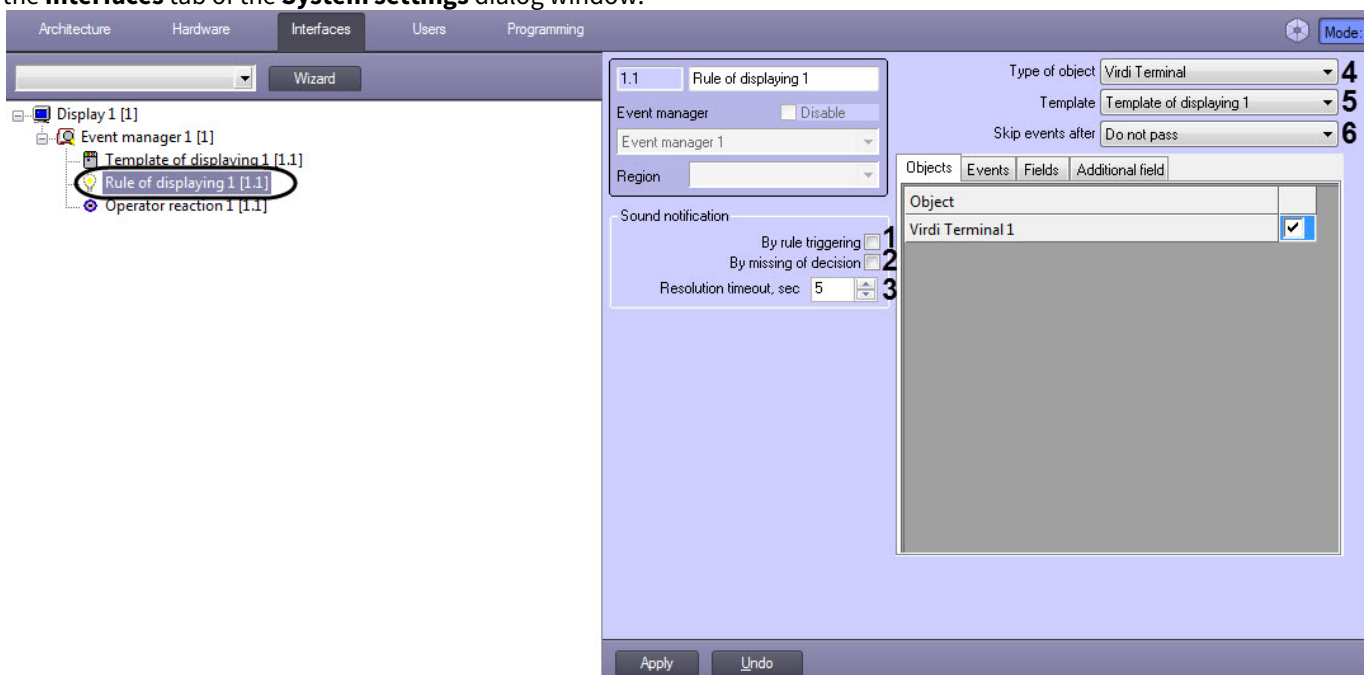 the Interfaces tab of the System settings dialog window.
Architecture Hardware Interfaces Users Programming Mode:
Wizard
Display 1 [1]
Event manager 1 [1]
Template of displaying 1 [1.1]
Rule of displaying 1 [1.1]
Operator reaction 1 [1.1]
1.1 Rule of displaying 1
Event manager Disable
Event manager 1
Region
Sound notification
By rule triggering 1
By missing of decision 2
Resolution timeout, sec 5 3
Type of object Virdi Terminal 4
Template Template of displaying 1 5
Skip events after Do not pass 6
Objects Events Fields Additional field
Object
Virdi Terminal 1
Apply Undo